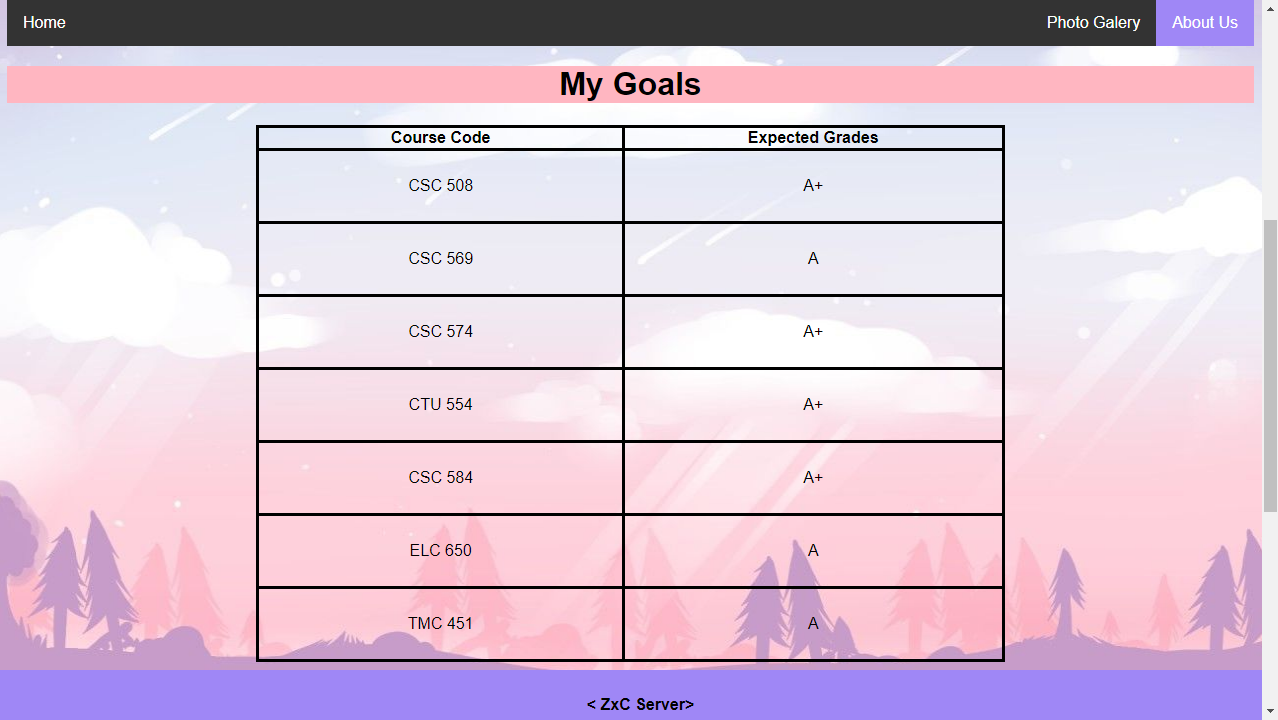 Home Photo Galery About Us
My Goals
Course Code Expected Grades
CSC 508 A+
CSC 569 A
CSC 574 A+
CTU 554 A+
CSC 584 A+
ELC 650 A
TMC 451 A
< ZxC Server>